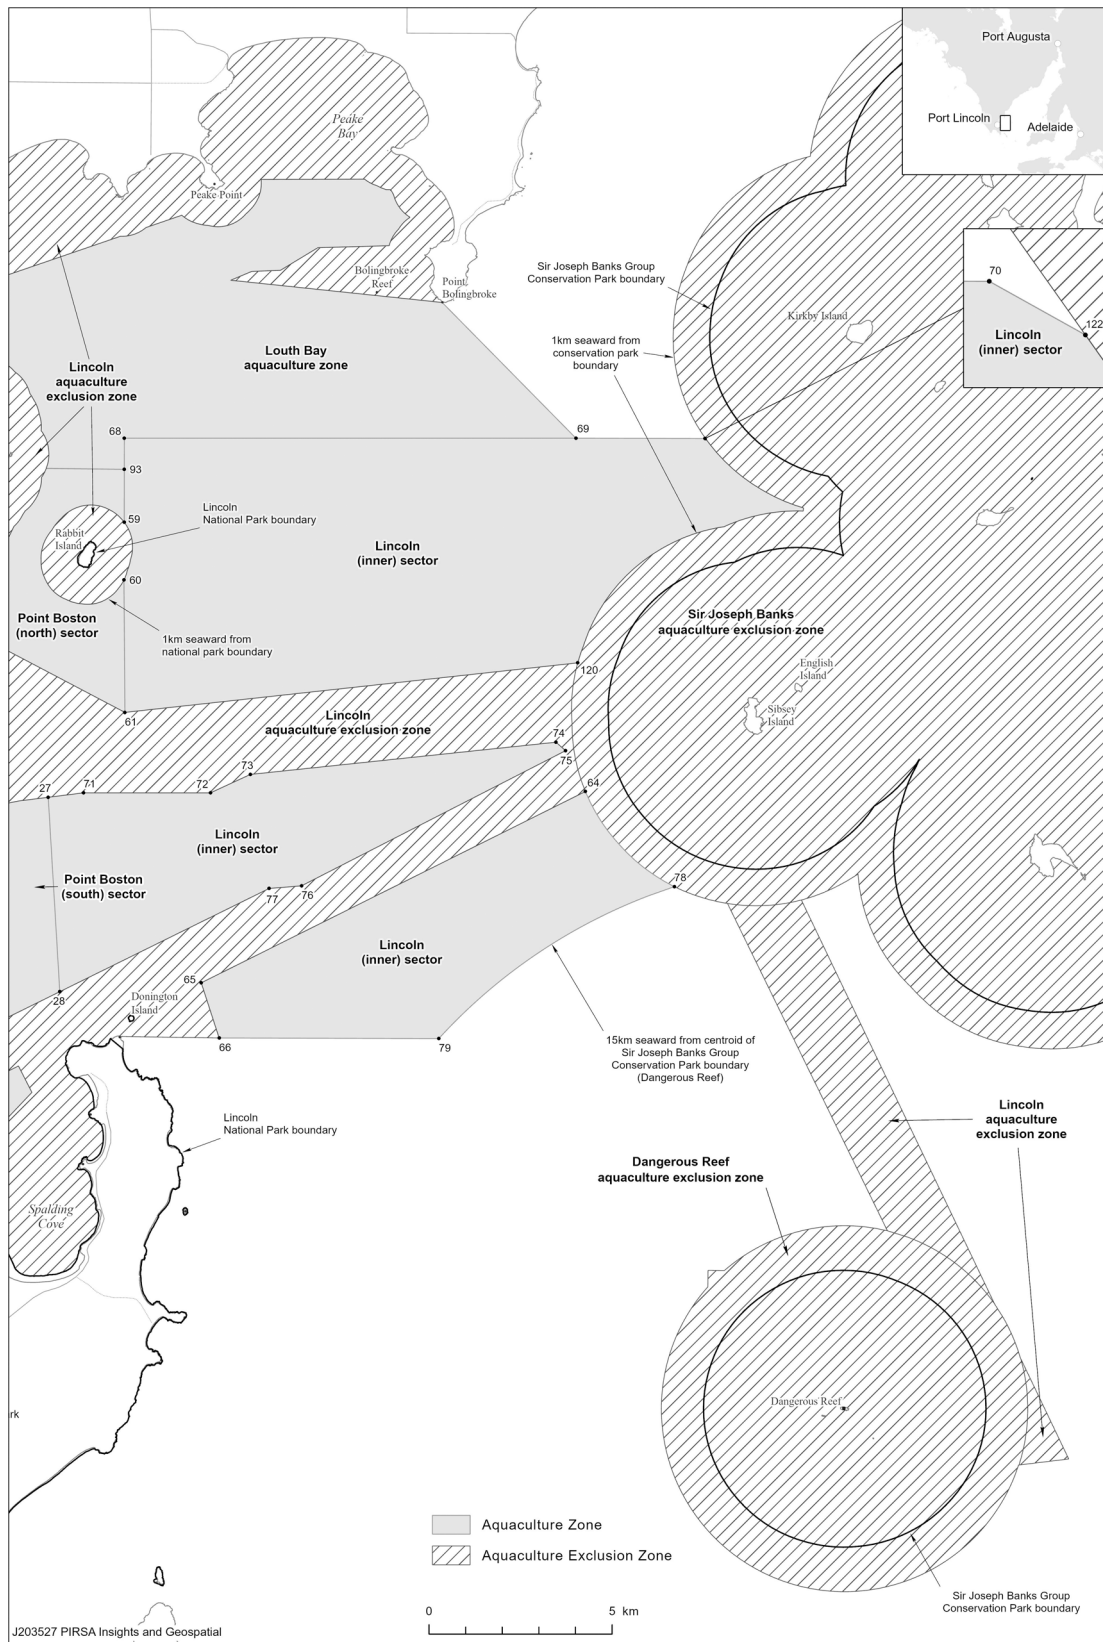 Port Augusta
Port Lincoln
Adelaide
Peake
Bay
Peake Point
70
122
Lincoln
(inner) sector
Sir Joseph Banks Group
Conservation Park boundary
Bolingbroke
Reef
Point
Bolingbroke
Kirkby Island
1km seaward from
conservation park
boundary
Louth Bay
aquaculture zone
Lincoln
aquaculture
exclusion zone
68
69
93
59
Lincoln
National Park boundary
Rabbit
Island
Lincoln
(inner) sector
60
Point Boston
(north) sector
1km seaward from
national park boundary
Sir Joseph Banks
aquaculture exclusion zone
120
English
Island
Sibsey
Island
61
Lincoln
aquaculture exclusion zone
74
75
73
27
71
72
64
Lincoln
(inner) sector
Point Boston
(south) sector
77
76
78
Lincoln
(inner) sector
65
28
Donington
Island
66
79
15km seaward from centroid of
Sir Joseph Banks Group
Conservation Park boundary
(Dangerous Reef)
Lincoln
National Park boundary
Lincoln
aquaculture
exclusion zone
Dangerous Reef
aquaculture exclusion zone
Spalding
Cove
Dangerous Reef
rk
Aquaculture Zone
Aquaculture Exclusion Zone
Sir Joseph Banks Group
Conservation Park boundary
0 5 km
J203527 PIRSA Insights and Geospatial